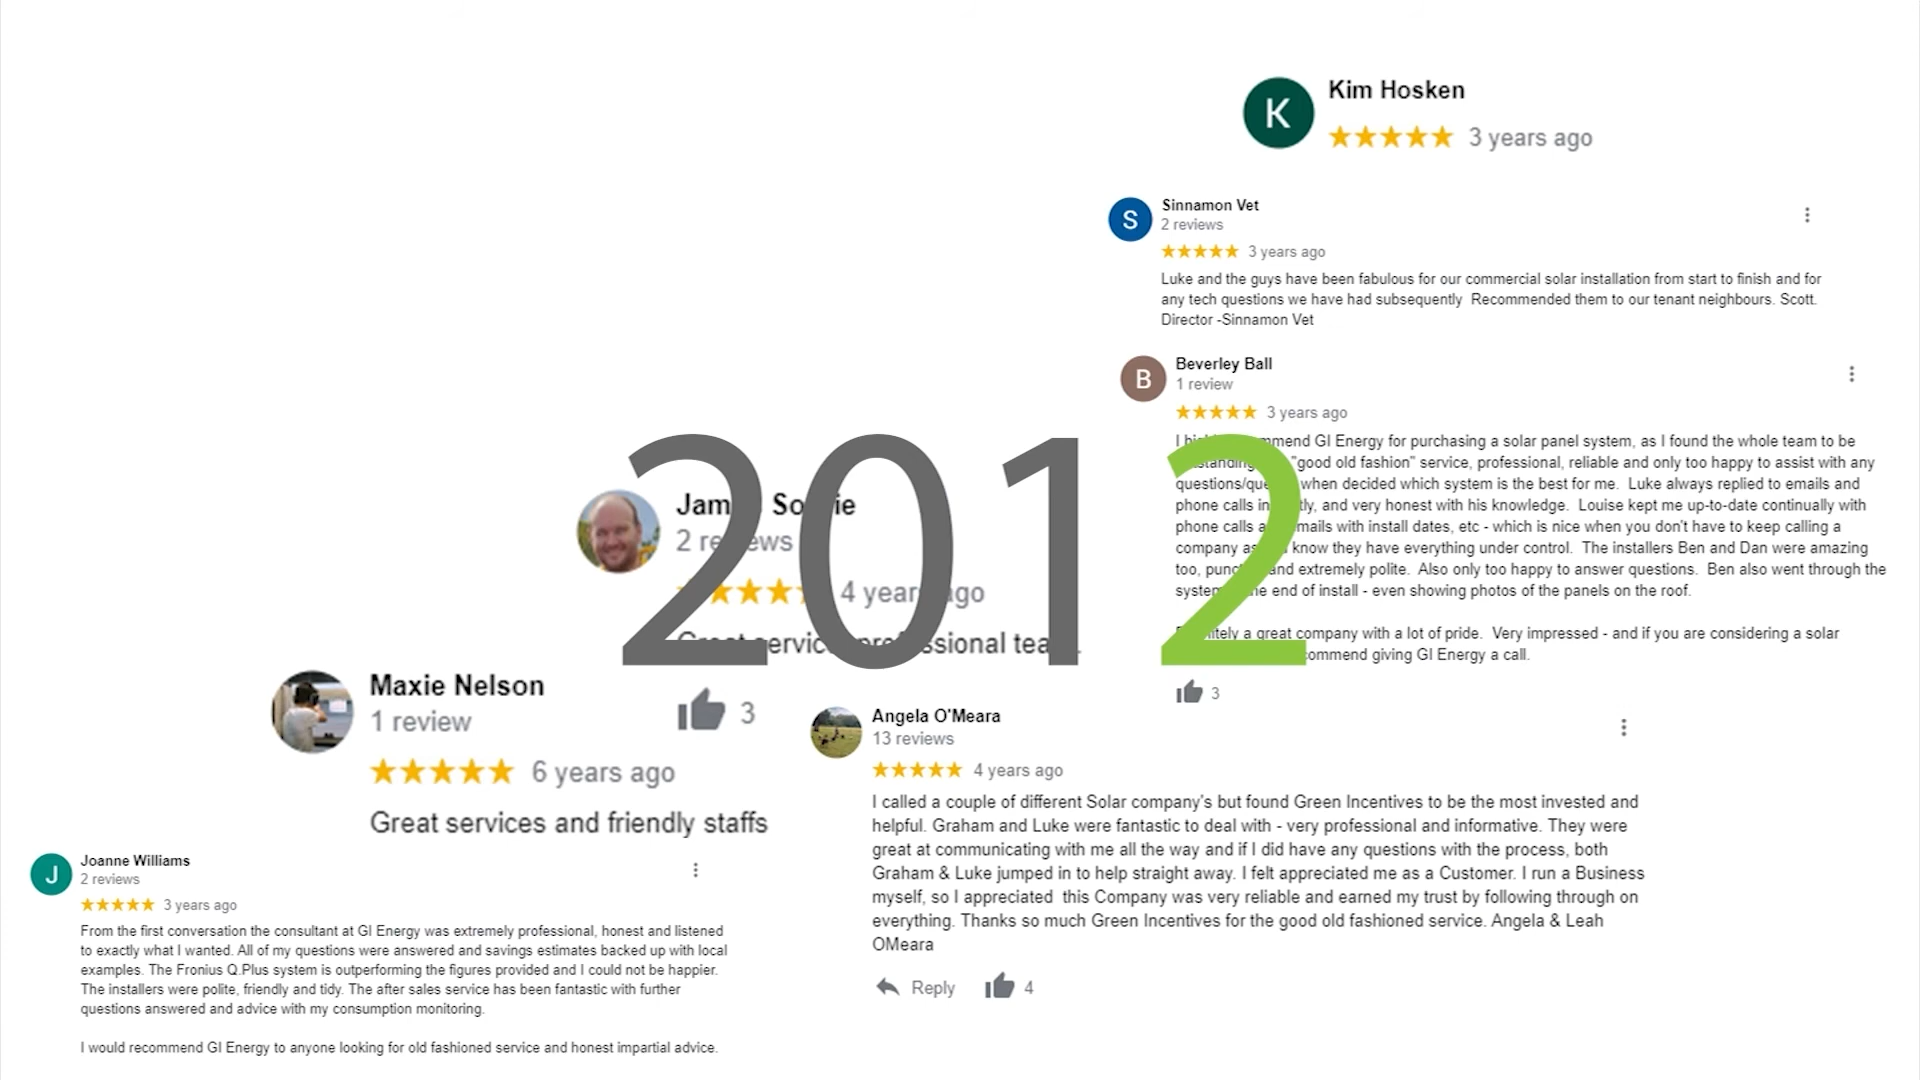 K
Kim Hosken
3 years ago
S
Sinnamon Vet
2 reviews
3 years ago
Luke and the guys have been fabulous for our commercial solar installation from start to finish and for
any tech questions we have had subsequently Recommended them to our tenant neighbours. Scott.
Director -Sinnamon Vet
B
Beverley Ball
1 review
3 years ago
I mend GI Energy for purchasing a solar panel system, as I found the whole team to be
"good old fashion" service, professional, reliable and only too happy to assist with any
when decided which system is the best for me. Luke always replied to emails and
phone calls and very honest with his knowledge. Louise kept me up-to-date continually with
phone calls mails with install dates, etc - which is nice when you don't have to keep calling a
company know they have everything under control. The installers Ben and Dan were amazing
too, and extremely polite. Also only too happy to answer questions. Ben also went through the
system end of install - even showing photos of the panels on the roof.
a great company with a lot of pride. Very impressed - and if you are considering a solar
giving GI Energy a call.
3
2012
2 reviews
4 years ago
Great service professional team
3
Maxie Nelson
1 review
6 years ago
Great services and friendly staffs
Angela O'Meara
13 reviews
4 years ago
I called a couple of different Solar company's but found Green Incentives to be the most invested and
helpful. Graham and Luke were fantastic to deal with - very professional and informative. They were
great at communicating with me all the way and if I did have any questions with the process, both
Graham & Luke jumped in to help straight away. I felt appreciated me as a Customer. I run a Business
myself, so I appreciated this Company was very reliable and earned my trust by following through on
everything. Thanks so much Green Incentives for the good old fashioned service. Angela & Leah
OMeara
Reply 4
J
Joanne Williams
2 reviews
3 years ago
From the first conversation the consultant at GI Energy was extremely professional, honest and listened
to exactly what I wanted. All of my questions were answered and savings estimates backed up with local
examples. The Fronius Q.Plus system is outperforming the figures provided and I could not be happier.
The installers were polite, friendly and tidy. The after sales service has been fantastic with further
questions answered and advice with my consumption monitoring.
I would recommend GI Energy to anyone looking for old fashioned service and honest impartial advice.